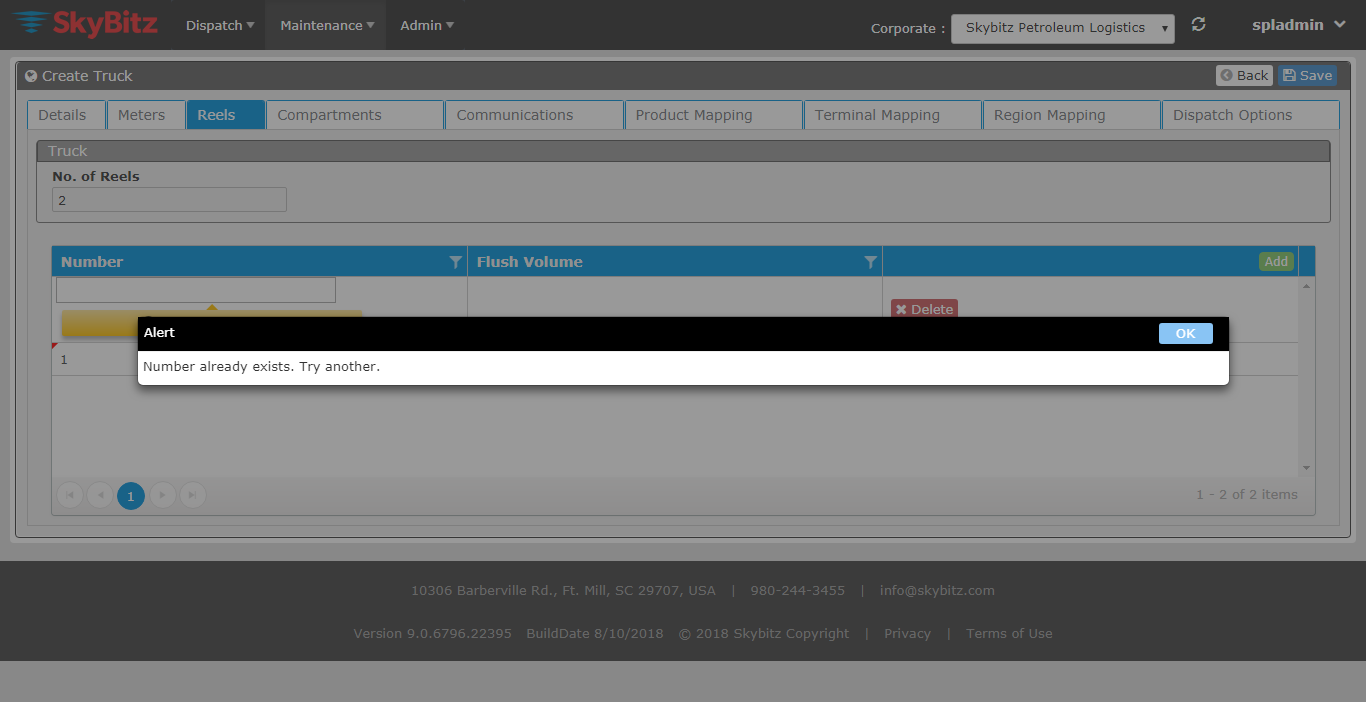 SkyBitz Dispatch Maintenance Admin Corporate : Skybitz Petroleum Logistics spladmin
Create Truck Back Save
Details Meters Reels Compartments Communications Product Mapping Terminal Mapping Region Mapping Dispatch Options
Truck
No. of Reels
2
Number Flush Volume Add
Delete
Alert OK
Number already exists. Try another.
1
1
1 - 2 of 2 items
10306 Barberville Rd., Ft. Mill, SC 29707, USA | 980-244-3455 | info@skybitz.com
Version 9.0.6796.22395 BuildDate 8/10/2018 © 2018 Skybitz Copyright | Privacy | Terms of Use